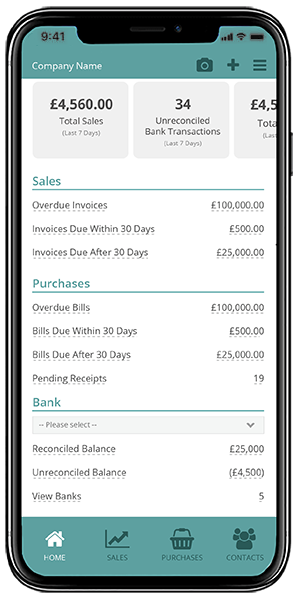 9:41
Company Name
£4,560.00 34 £4,5
Total Sales Unreconciled Tota
(Last 7 Days) Bank Transactions (Las
(Last 7 Days)
Sales
Overdue Invoices £100,000.00
Invoices Due Within 30 Days £500.00
Invoices Due After 30 Days £25,000.00
Purchases
Overdue Bills £100,000.00
Bills Due Within 30 Days £500.00
Bills Due After 30 Days £25,000.00
Pending Receipts 19
Bank
-- Please select --
Reconciled Balance £25,000
Unreconciled Balance (£4,500)
View Banks 5
HOME SALES PURCHASES CONTACTS